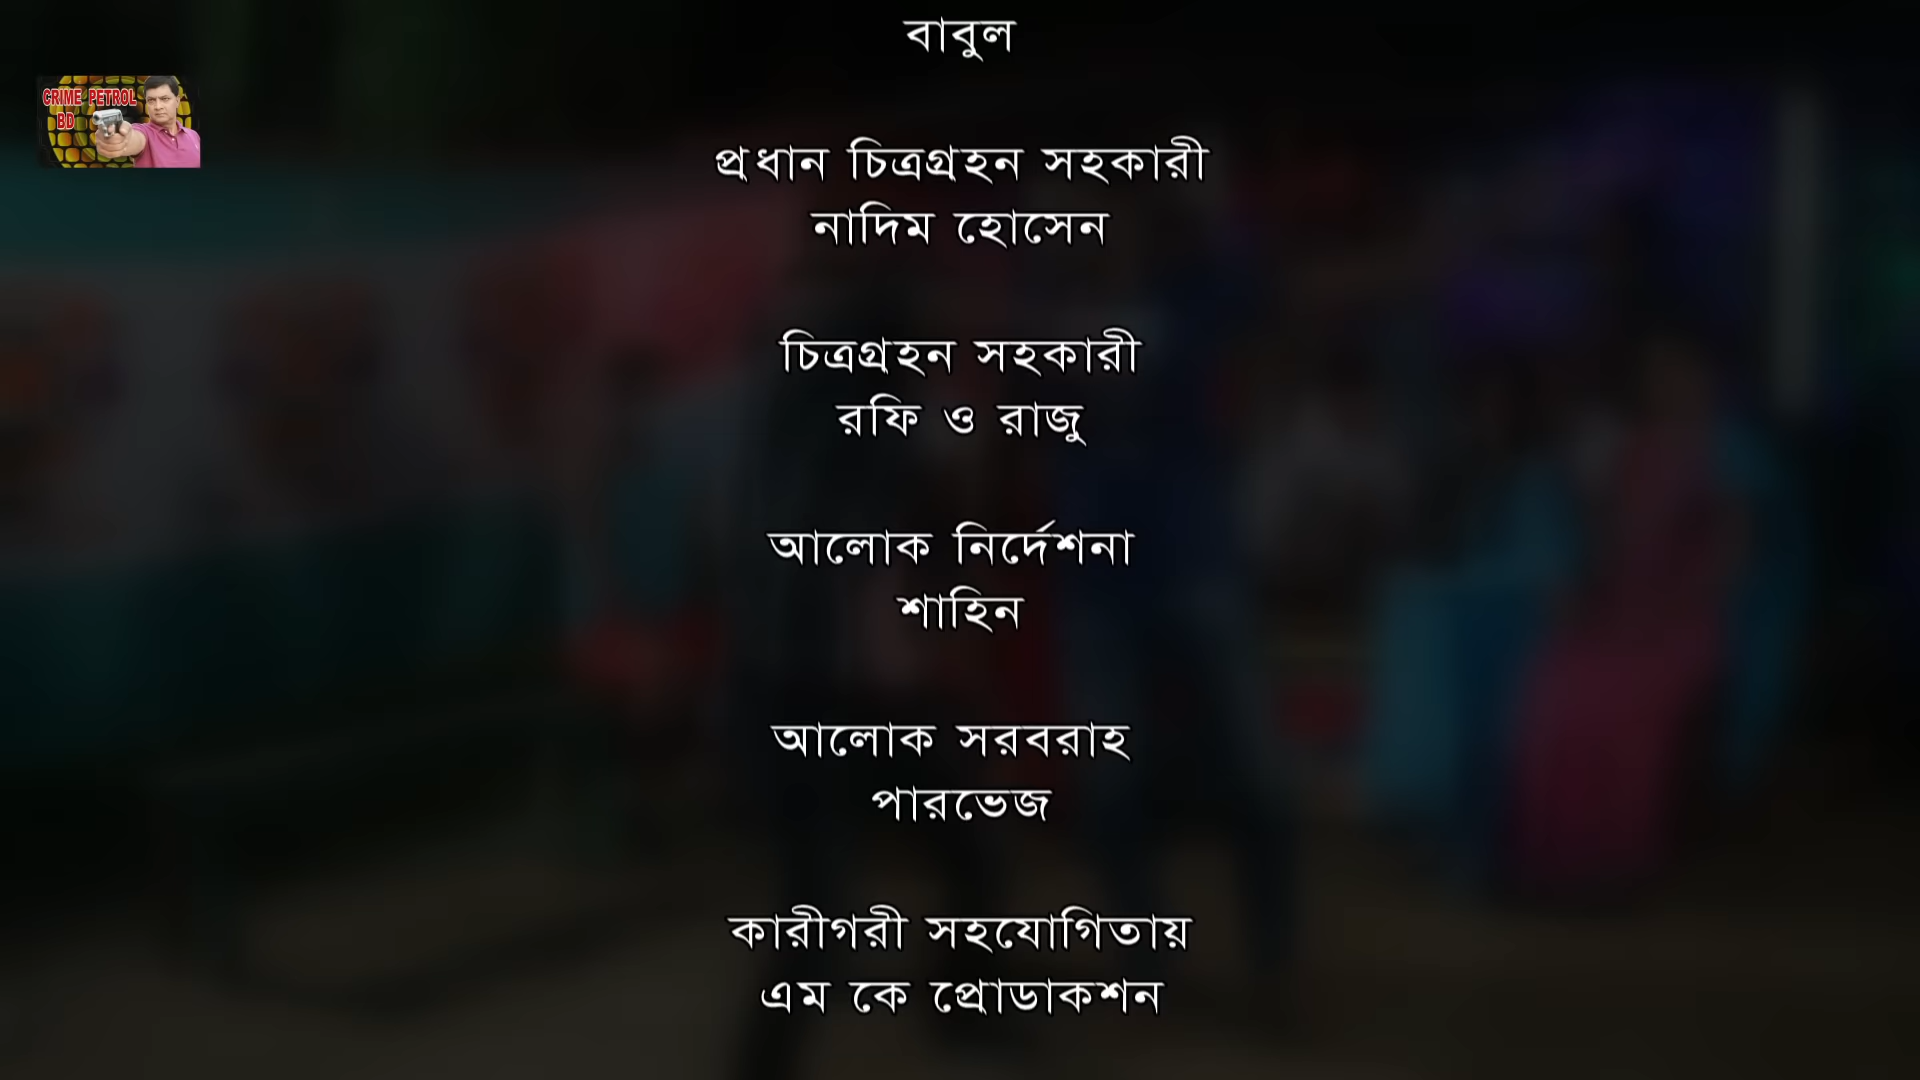 CRIME PETROL
BD
বাবুল
প্রধান চিত্রগ্রহন সহকারী
নাদিম হোসেন
চিত্রগ্রহন সহকারী
রফি ও রাজু
আলোক নির্দেশনা
শাহিন
আলোক সরবরাহ
পারভেজ
কারীগরী সহযোগিতায়
এম কে প্রোডাকশন